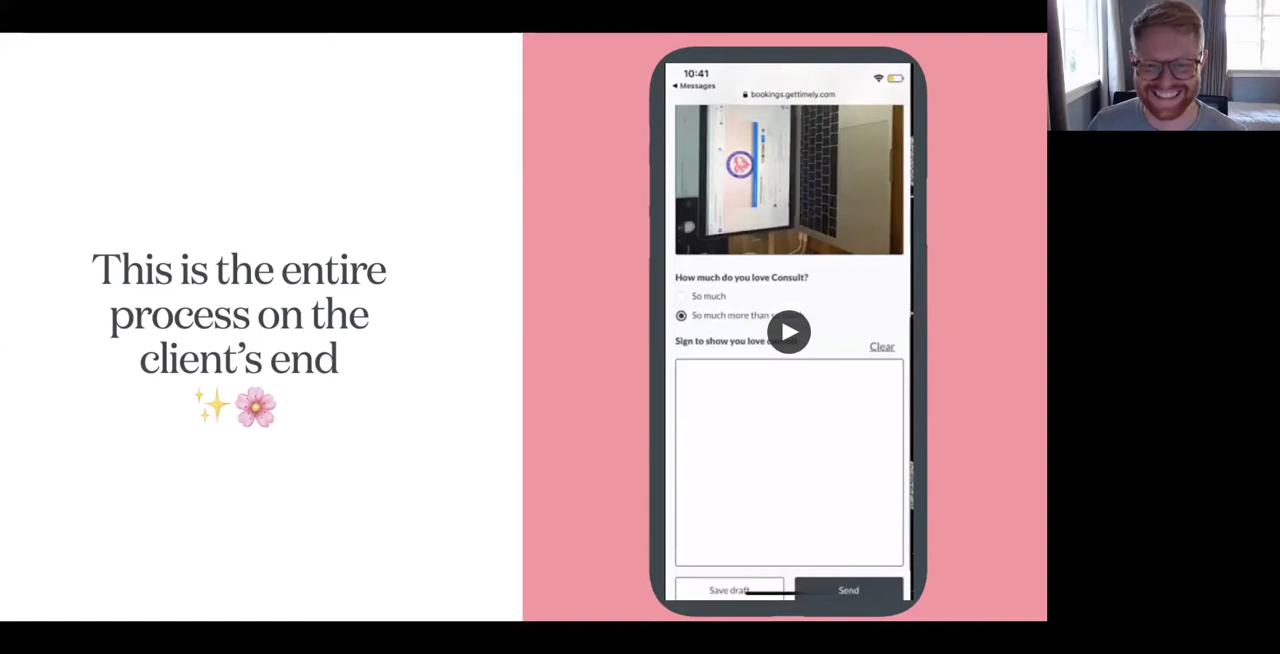 This is the entire
process on the
client's end
✨🌸
10:41
◀ Messages
bookings.gettimely.com
How much do you love Consult?
So much
So much more than so
Sign to show you love
Clear
Save draft
Send